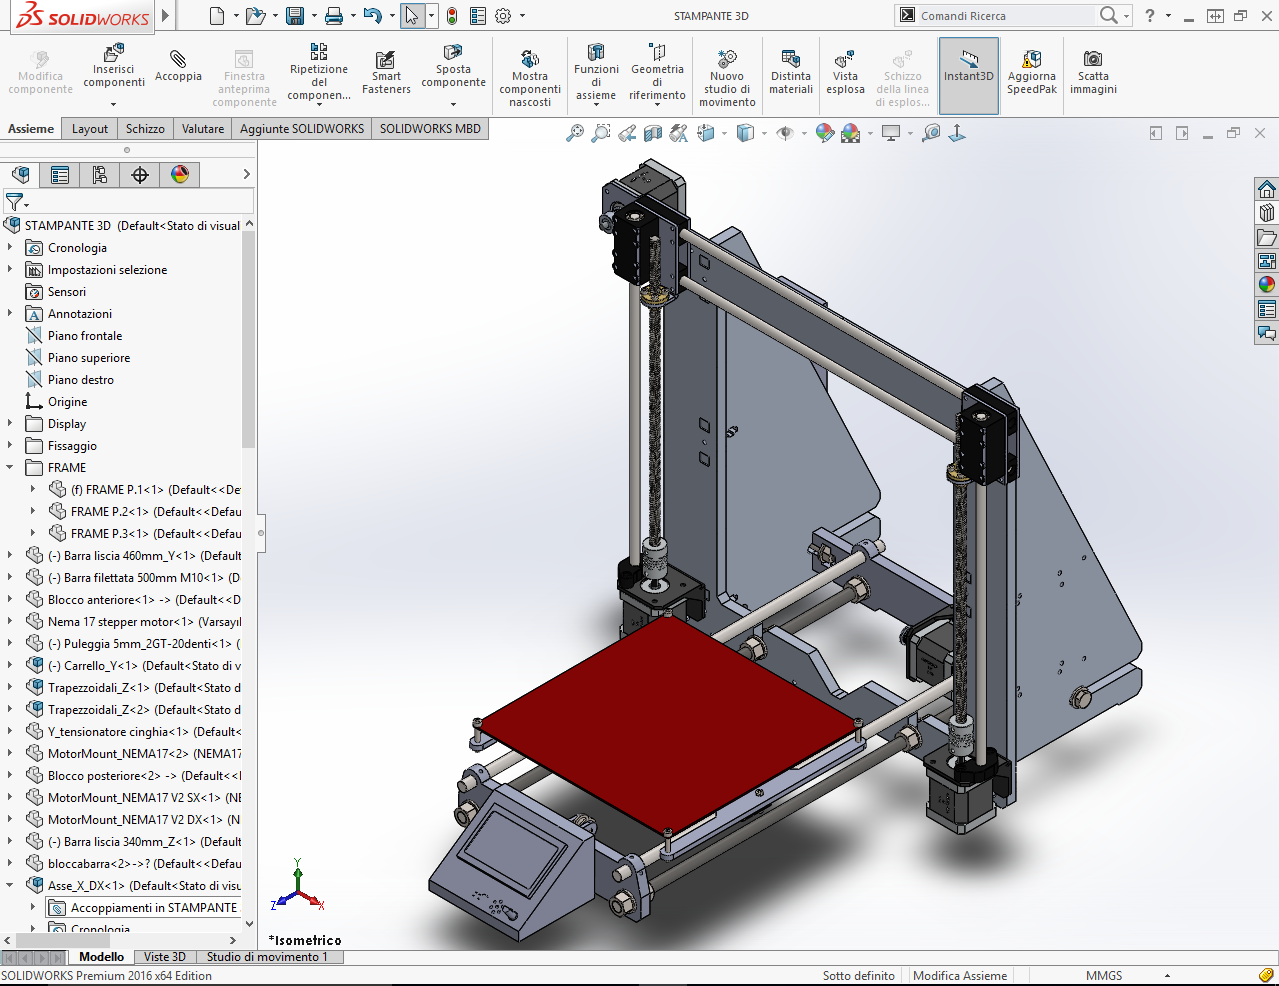 SOLIDWORKS
STAMPANTE 3D
Comandi Ricerca
?
Modifica componente
Inserisci componenti
Accoppia
Finestra anteprima componente
Ripetizione del componen...
Smart Fasteners
Sposta componente
Mostra componenti nascosti
Funzioni di assieme
Geometria di riferimento
Nuovo studio di movimento
Distinta materiali
Vista esplosa
Schizzo della linea di esplos...
Instant3D
Aggiorna SpeedPak
Scatta immagini
Assieme
Layout
Schizzo
Valutare
Aggiunte SOLIDWORKS
SOLIDWORKS MBD
STAMPANTE 3D (Default<Stato di visual
Cronologia
Impostazioni selezione
Sensori
Annotazioni
Piano frontale
Piano superiore
Piano destro
Origine
Display
Fissaggio
FRAME
(f) FRAME P.1<1> (Default<<De
FRAME P.2<1> (Default<<Defau
FRAME P.3<1> (Default<<Defau
(-) Barra liscia 460mm_Y<1> (Default
(-) Barra filettata 500mm M10<1> (D
Blocco anteriore<1> -> (Default<<D
Nema 17 stepper motor<1> (Varsayıl
(-) Puleggia 5mm_2GT-20denti<1> (
(-) Carrello_Y<1> (Default<Stato di v
Trapezzoidali_Z<1> (Default<Stato d
Trapezzoidali_Z<2> (Default<Stato d
Y_tensionatore cinghia<1> (Default<
MotorMount_NEMA17<2> (NEMA17
Blocco posteriore<2> -> (Default<<
MotorMount_NEMA17 V2 SX<1> (NE
MotorMount_NEMA17 V2 DX<1> (N
(-) Barra liscia 340mm_Z<1> (Default
bloccabarra<2>->? (Default<<Defau
Asse_X_DX<1> (Default<Stato di visu
Accoppiamenti in STAMPANTE
Cronologia
Y
Z
X
*Isometrico
Modello
Viste 3D
Studio di movimento 1
SOLIDWORKS Premium 2016 x64 Edition
Sotto definito
Modifica Assieme
MMGS